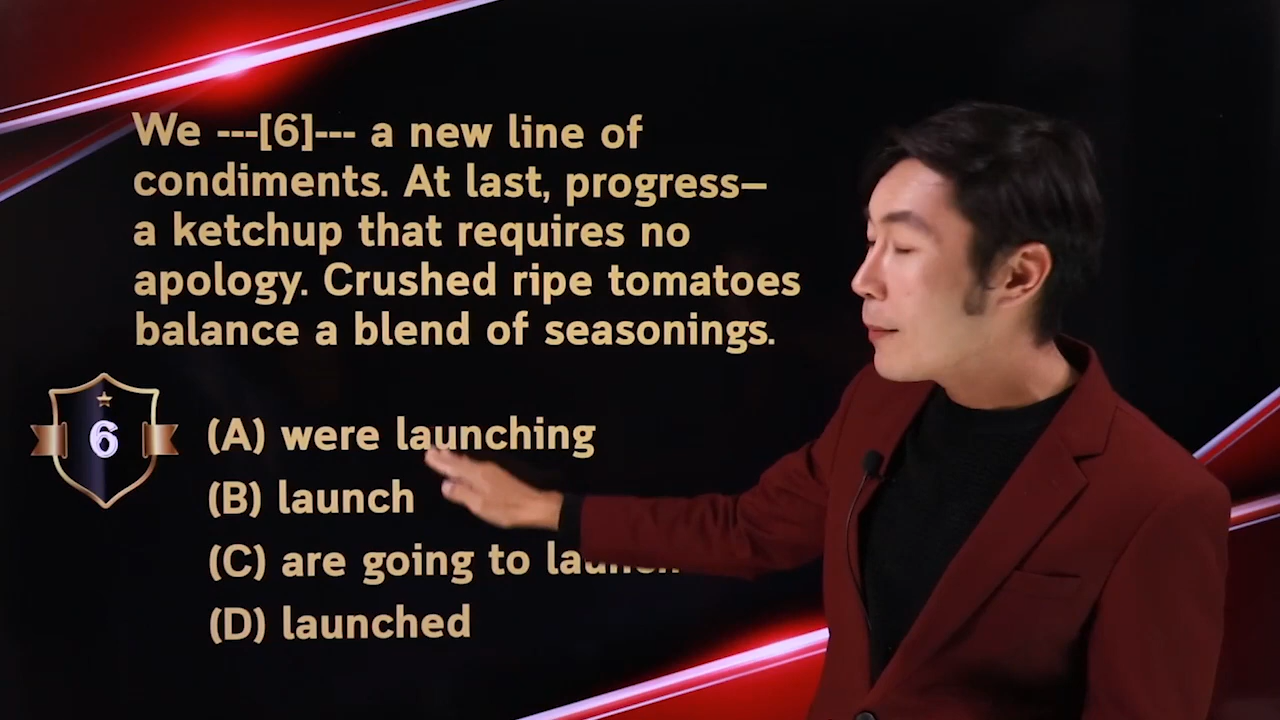 We ---[6]--- a new line of
condiments. At last, progress—
a ketchup that requires no
apology. Crushed ripe tomatoes
balance a blend of seasonings.
6
(A) were launching
(B) launch
(C) are going to
(D) launched